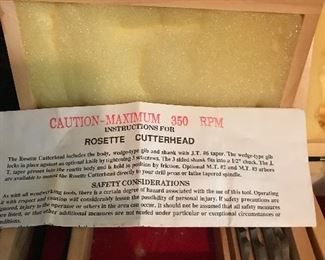 CAUTION-MAXIMUM 350 RPM
INSTRUCTIONS FOR
ROSETTE CUTTERHEAD
The Rosette Cutterhead includes the body, wedge-type gib and shank with J.T. #6 taper. The wedge-type gib
locks in place against an optional knife by tightening 3 setscrews. The 3 sided shank fits into a 1/2" chuck. The J.
T. taper presses into the rosette body and is held in position by friction. Optional M.T. #2 and M.T. #3 arbors
are available to mount the Rosette Cutterhead directly to your drill press or lathe tapered spindle.
SAFETY CONSIDERATIONS
As with all woodworking tools, there is a certain degree of hazard associated with the use of this tool. Operating
it with respect and caution will considerably lessen the possibility of personal injury. If safety precautions are
ignored, injury to the operator or others in the area can occur. It should not be assumed that safety measures
are listed, or that other additional measures are not needed under particular or exceptional circumstances or
conditions.